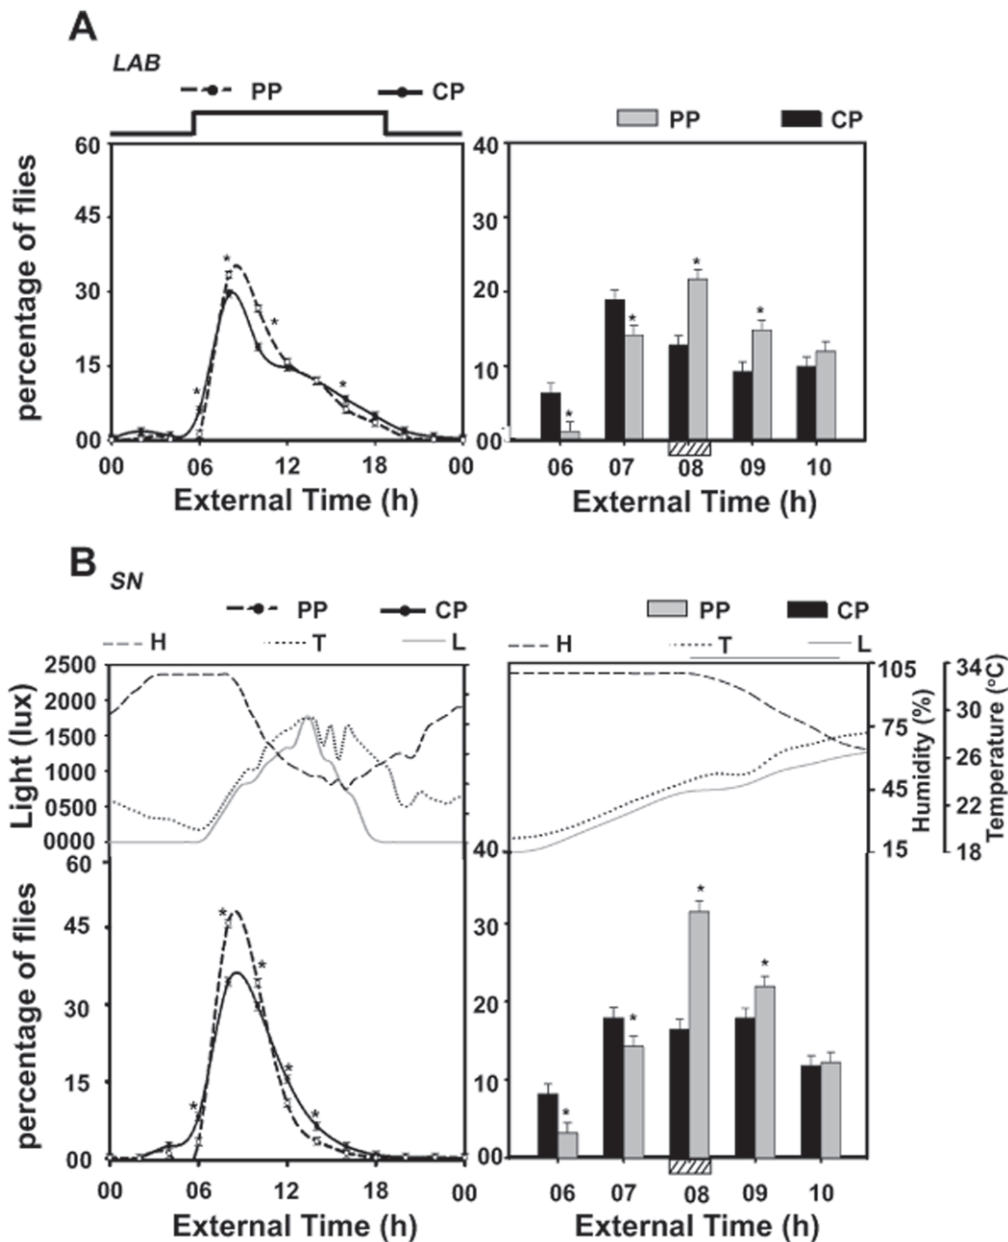 A
LAB
PP CP
PP CP
percentage of flies
60
45
30
15
00
00 06 12 18 00
External Time (h)
40
30
20
10
00
06 07 08 09 10
External Time (h)
* * * *
* * * *
B
SN
PP CP
H T L
PP CP
H T L
Light (lux)
2500
2000
1500
1000
0500
0000
percentage of flies
60
45
30
15
00
* * * * *
00 06 12 18 00
External Time (h)
105
75
45
15
Humidity (%)
34
30
26
22
18
Temperature (°C)
40
30
20
10
00
* * * *
06 07 08 09 10
External Time (h)